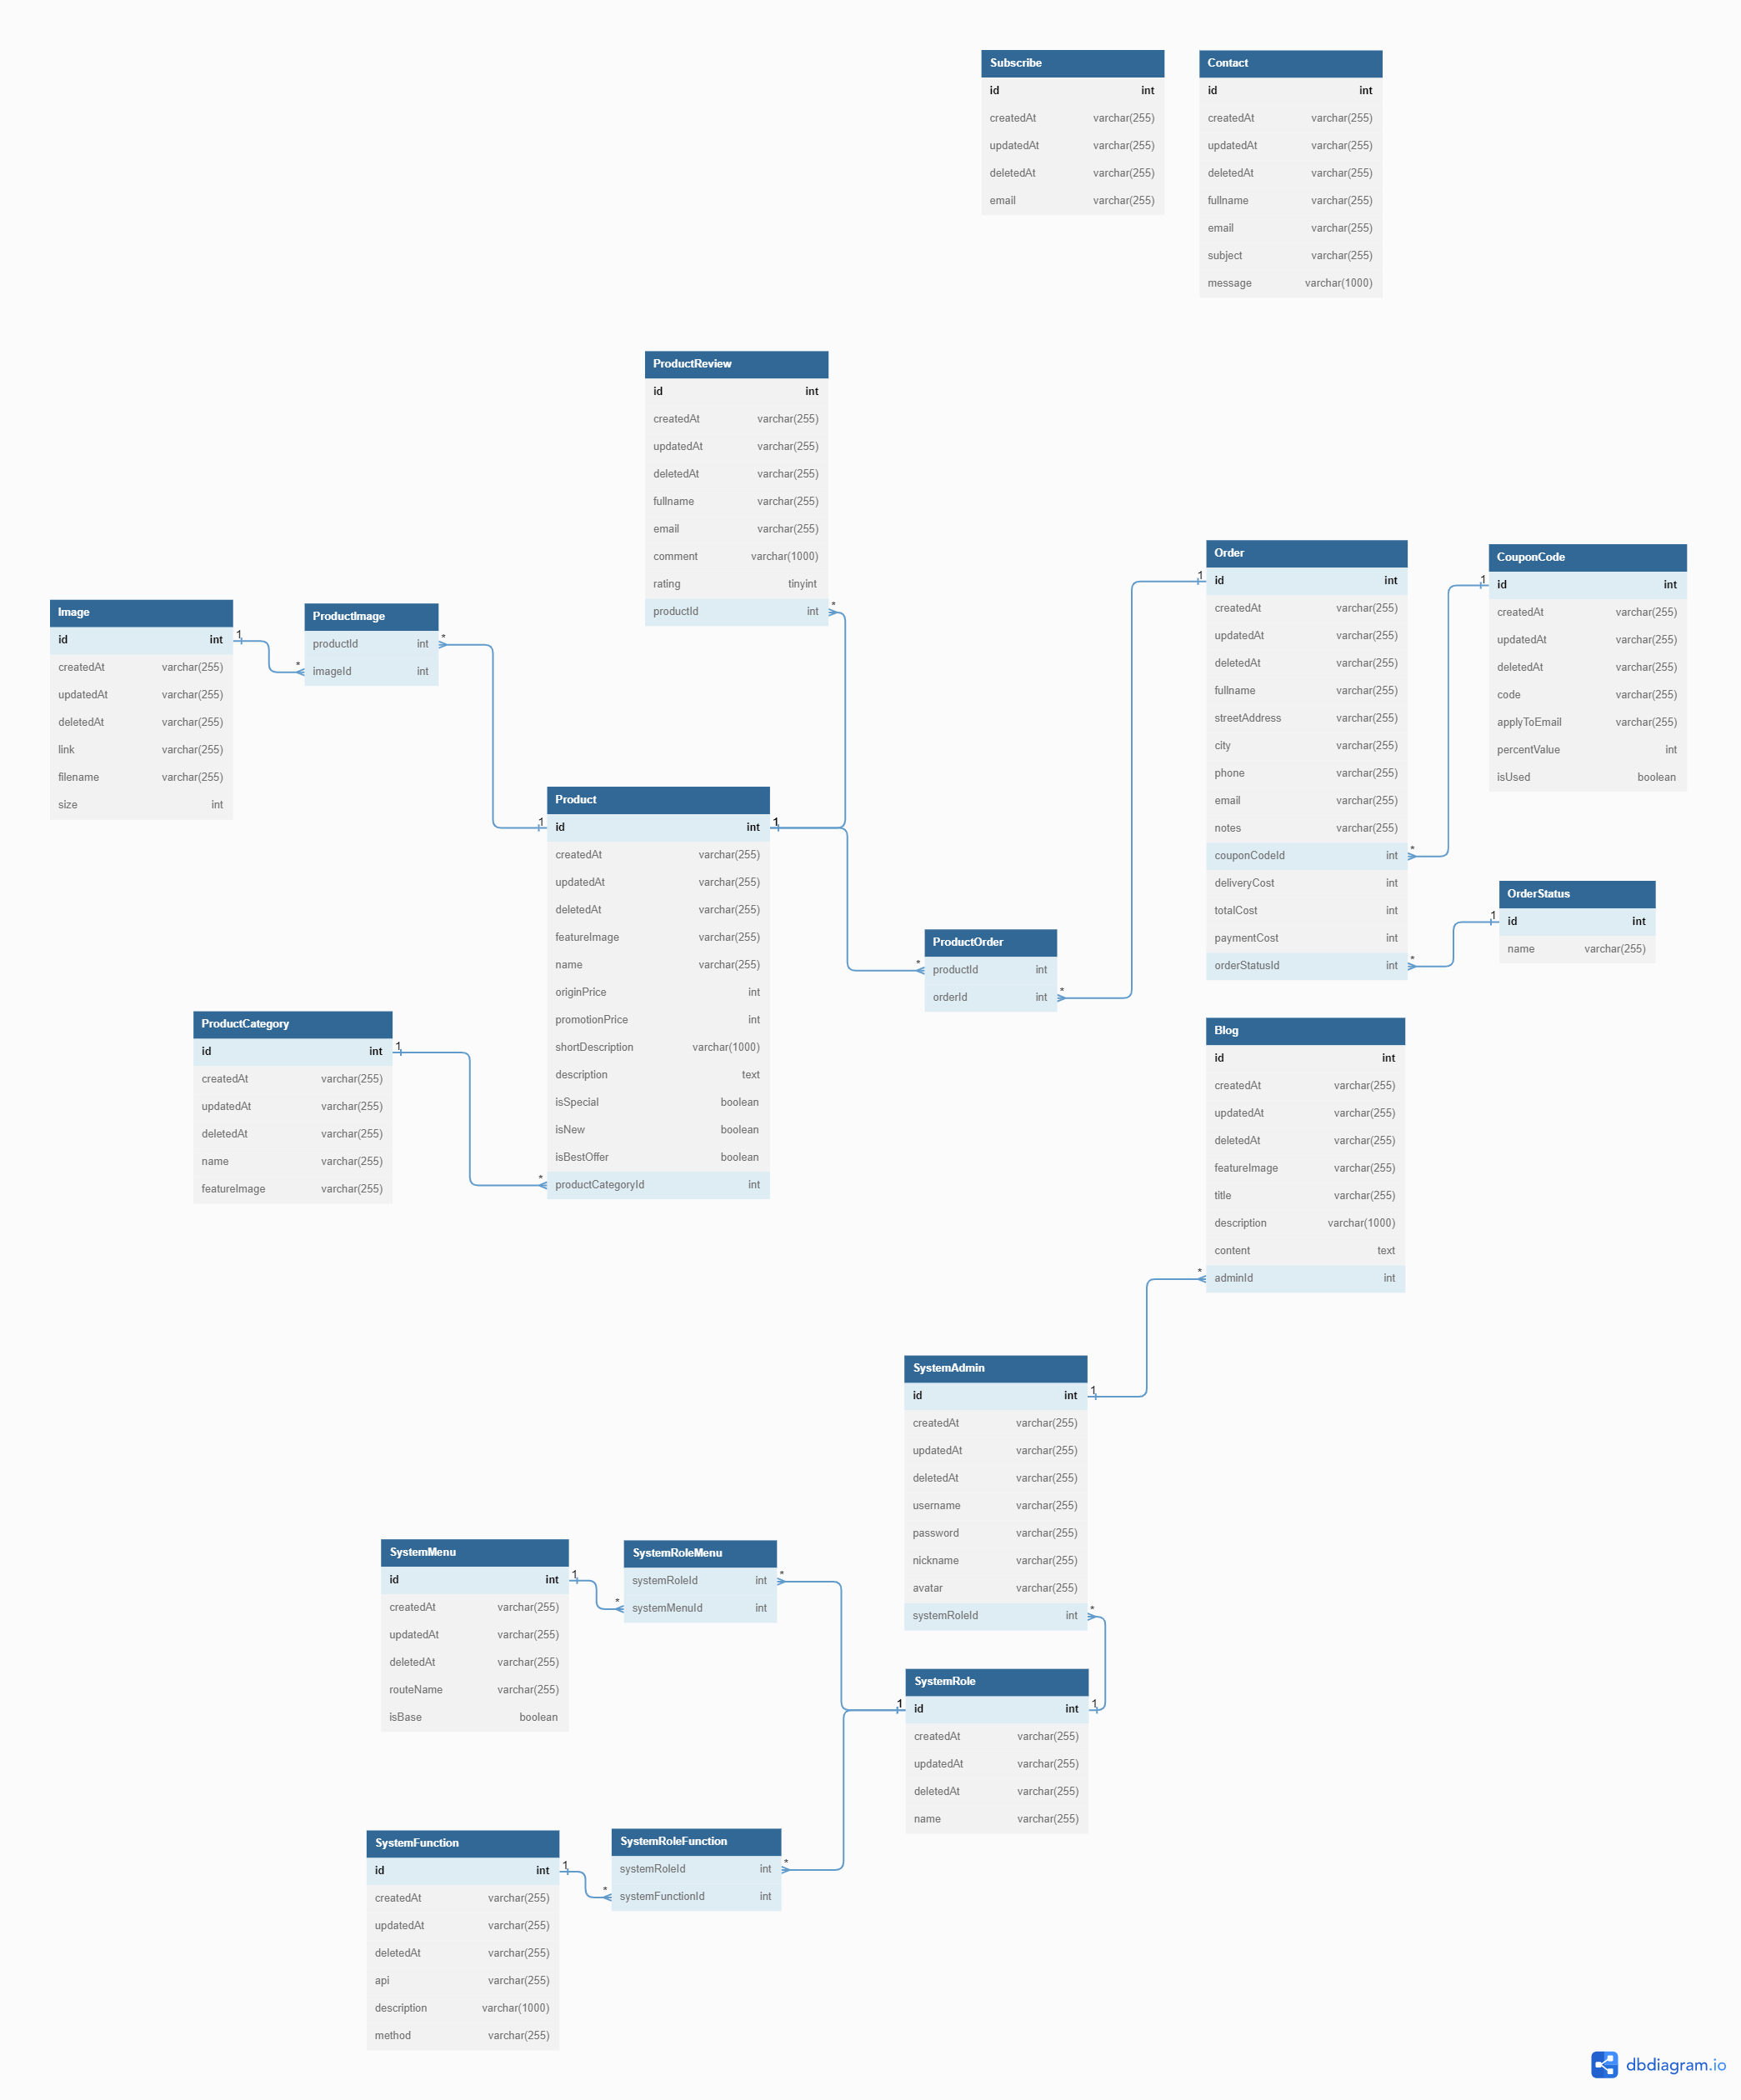 Subscribe
id int
createdAt varchar(255)
updatedAt varchar(255)
deletedAt varchar(255)
email varchar(255)
Contact
id int
createdAt varchar(255)
updatedAt varchar(255)
deletedAt varchar(255)
fullname varchar(255)
email varchar(255)
subject varchar(255)
message varchar(1000)
ProductReview
id int
createdAt varchar(255)
updatedAt varchar(255)
deletedAt varchar(255)
fullname varchar(255)
email varchar(255)
comment varchar(1000)
rating tinyint
productId int *
Order
1 id int
createdAt varchar(255)
updatedAt varchar(255)
deletedAt varchar(255)
fullname varchar(255)
streetAddress varchar(255)
city varchar(255)
phone varchar(255)
email varchar(255)
notes varchar(255)
couponCodeId int *
deliveryCost int
totalCost int
paymentCost int
orderStatusId int *
CouponCode
1 id int
createdAt varchar(255)
updatedAt varchar(255)
deletedAt varchar(255)
code varchar(255)
applyToEmail varchar(255)
percentValue int
isUsed boolean
Image
id int 1
createdAt varchar(255)
updatedAt varchar(255)
deletedAt varchar(255)
link varchar(255)
filename varchar(255)
size int
ProductImage
productId int *
* imageId int
Product
1 id int 1
createdAt varchar(255)
updatedAt varchar(255)
deletedAt varchar(255)
featureImage varchar(255)
name varchar(255)
originPrice int
promotionPrice int
shortDescription varchar(1000)
description text
isSpecial boolean
isNew boolean
isBestOffer boolean
* productCategoryId int
OrderStatus
1 id int
name varchar(255)
ProductOrder
* productId int
orderId int *
ProductCategory
id int 1
createdAt varchar(255)
updatedAt varchar(255)
deletedAt varchar(255)
name varchar(255)
featureImage varchar(255)
Blog
id int
createdAt varchar(255)
updatedAt varchar(255)
deletedAt varchar(255)
featureImage varchar(255)
title varchar(255)
description varchar(1000)
content text
* adminId int
SystemAdmin
id int 1
createdAt varchar(255)
updatedAt varchar(255)
deletedAt varchar(255)
username varchar(255)
password varchar(255)
nickname varchar(255)
avatar varchar(255)
systemRoleId int *
SystemMenu
id int 1
createdAt varchar(255)
updatedAt varchar(255)
deletedAt varchar(255)
routeName varchar(255)
isBase boolean
SystemRoleMenu
systemRoleId int *
* systemMenuId int
SystemRole
1 id int 1
createdAt varchar(255)
updatedAt varchar(255)
deletedAt varchar(255)
name varchar(255)
SystemFunction
id int 1
createdAt varchar(255)
updatedAt varchar(255)
deletedAt varchar(255)
api varchar(255)
description varchar(1000)
method varchar(255)
SystemRoleFunction
systemRoleId int *
* systemFunctionId int
dbdiagram.io